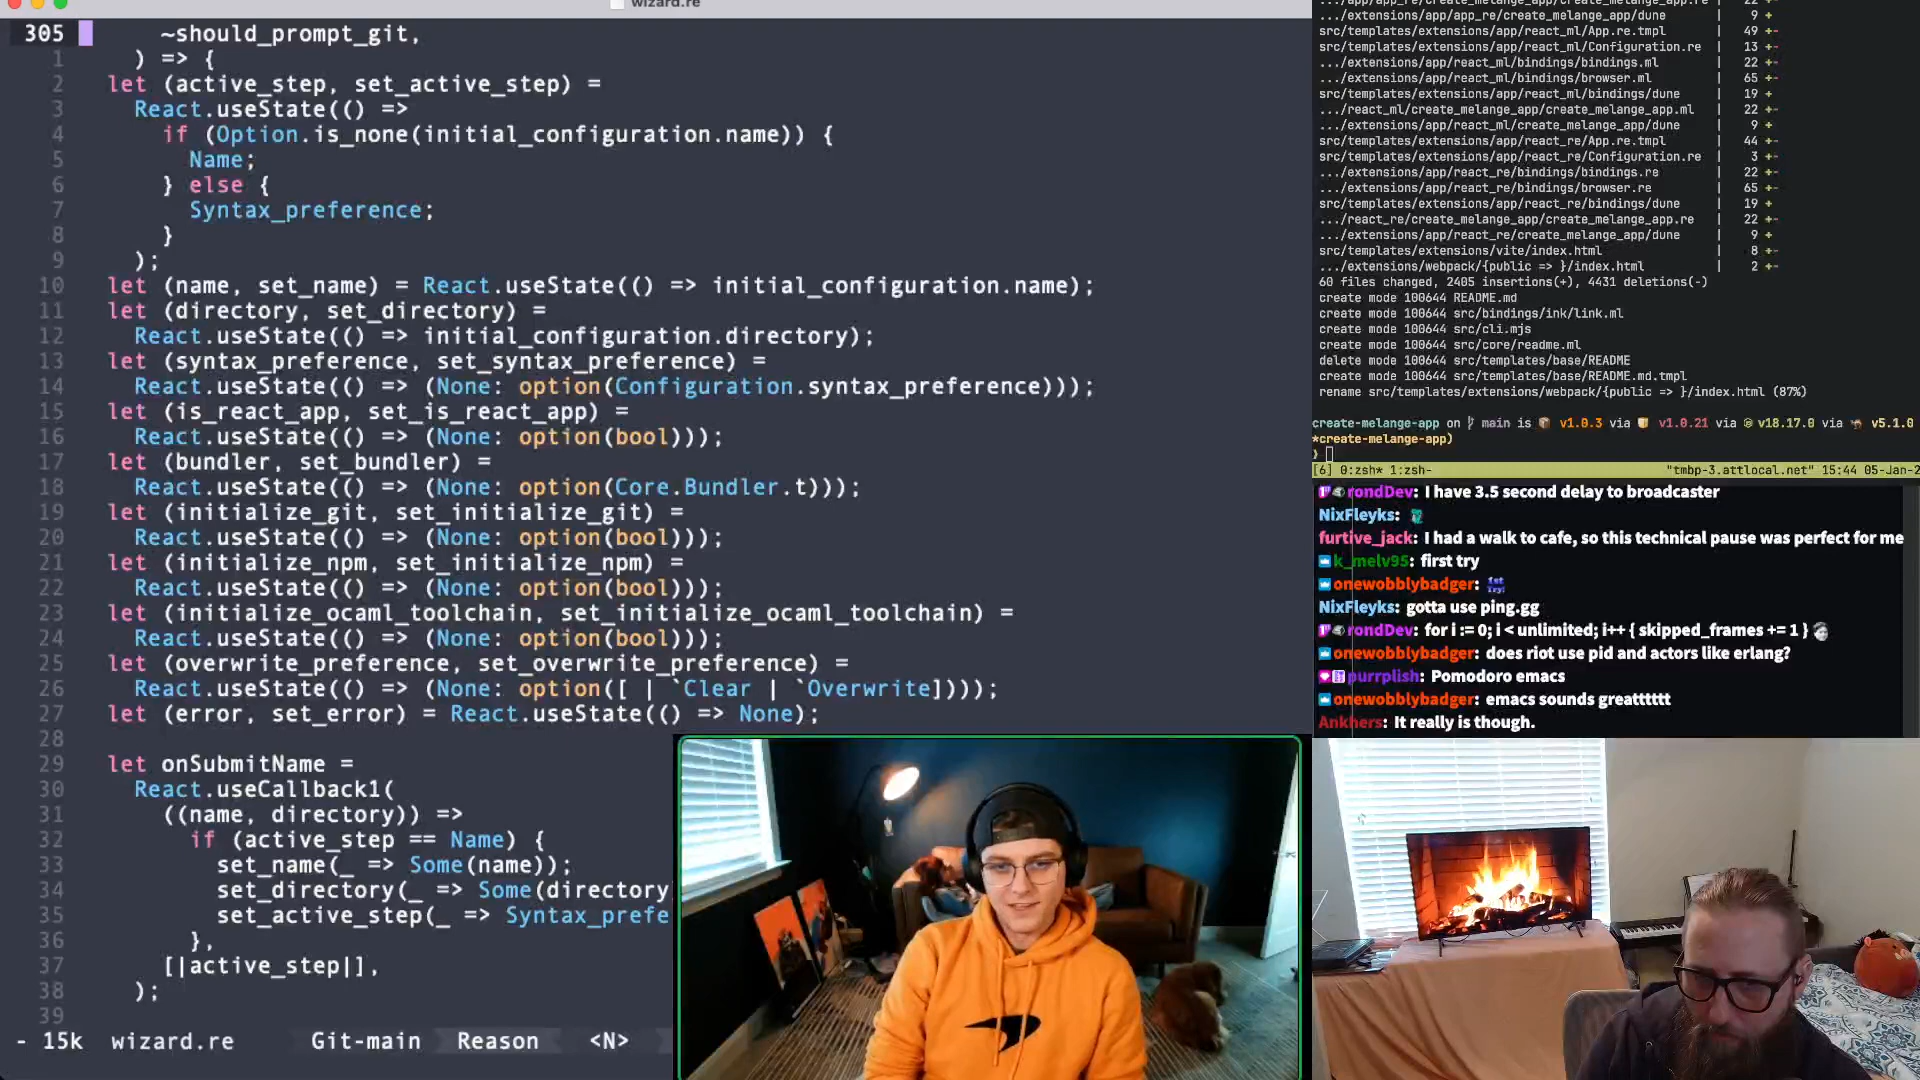 wizard.re
305 ~should_prompt_git,
1 ) => {
2 let (active_step, set_active_step) =
3 React.useState(() =>
4 if (Option.is_none(initial_configuration.name)) {
5 Name;
6 } else {
7 Syntax_preference;
8 }
9 );
10 let (name, set_name) = React.useState(() => initial_configuration.name);
11 let (directory, set_directory) =
12 React.useState(() => initial_configuration.directory);
13 let (syntax_preference, set_syntax_preference) =
14 React.useState(() => (None: option(Configuration.syntax_preference)));
15 let (is_react_app, set_is_react_app) =
16 React.useState(() => (None: option(bool)));
17 let (bundler, set_bundler) =
18 React.useState(() => (None: option(Core.Bundler.t)));
19 let (initialize_git, set_initialize_git) =
20 React.useState(() => (None: option(bool)));
21 let (initialize_npm, set_initialize_npm) =
22 React.useState(() => (None: option(bool)));
23 let (initialize_ocaml_toolchain, set_initialize_ocaml_toolchain) =
24 React.useState(() => (None: option(bool)));
25 let (overwrite_preference, set_overwrite_preference) =
26 React.useState(() => (None: option([ | `Clear | `Overwrite])));
27 let (error, set_error) = React.useState(() => None);
28
29 let onSubmitName =
30 React.useCallback1(
31 ((name, directory)) =>
32 if (active_step == Name) {
33 set_name(_ => Some(name));
34 set_directory(_ => Some(directory
35 set_active_step(_ => Syntax_prefe
36 },
37 [|active_step|],
38 );
39
- 15k wizard.re Git-main Reason <N>
.../app/app_re/create_melange_app/create_melange_app.re | 22 +-
.../extensions/app/app_re/create_melange_app/dune | 9 +
src/templates/extensions/app/react_ml/App.re.tmpl | 49 +-
src/templates/extensions/app/react_ml/Configuration.re | 13 +-
.../extensions/app/react_ml/bindings/bindings.ml | 22 +-
.../extensions/app/react_ml/bindings/browser.ml | 65 +-
src/templates/extensions/app/react_ml/bindings/dune | 19 +
.../react_ml/create_melange_app/create_melange_app.ml | 22 +-
.../extensions/app/react_ml/create_melange_app/dune | 9 +
src/templates/extensions/app/react_re/App.re.tmpl | 44 +-
src/templates/extensions/app/react_re/Configuration.re | 3 +-
.../extensions/app/react_re/bindings/bindings.re | 22 +-
.../extensions/app/react_re/bindings/browser.re | 65 +-
src/templates/extensions/app/react_re/bindings/dune | 19 +
.../react_re/create_melange_app/create_melange_app.re | 22 +-
.../extensions/app/react_re/create_melange_app/dune | 9 +
src/templates/extensions/vite/index.html | 8 +-
.../extensions/webpack/{public => }/index.html | 2 +-
60 files changed, 2405 insertions(+), 4431 deletions(-)
create mode 100644 README.md
create mode 100644 src/bindings/ink/link.ml
create mode 100644 src/cli.mjs
create mode 100644 src/core/readme.ml
delete mode 100644 src/templates/base/README
create mode 100644 src/templates/base/README.md.tmpl
rename src/templates/extensions/webpack/{public => }/index.html (87%)
create-melange-app on main is v1.0.3 via v1.0.21 via v18.17.0 via v5.1.0
*create-melange-app)
[6] 0:zsh* 1:zsh- "tmbp-3.attlocal.net" 15:44 05-Jan-2
rondDev: I have 3.5 second delay to broadcaster
NixFleyks:
furtive_jack: I had a walk to cafe, so this technical pause was perfect for me
k_melv95: first try
onewobblybadger: 1st Try!
NixFleyks: gotta use ping.gg
rondDev: for i := 0; i < unlimited; i++ { skipped_frames += 1 }
onewobblybadger: does riot use pid and actors like erlang?
purrplish: Pomodoro emacs
onewobblybadger: emacs sounds greattttttt
Ankhers: It really is though.